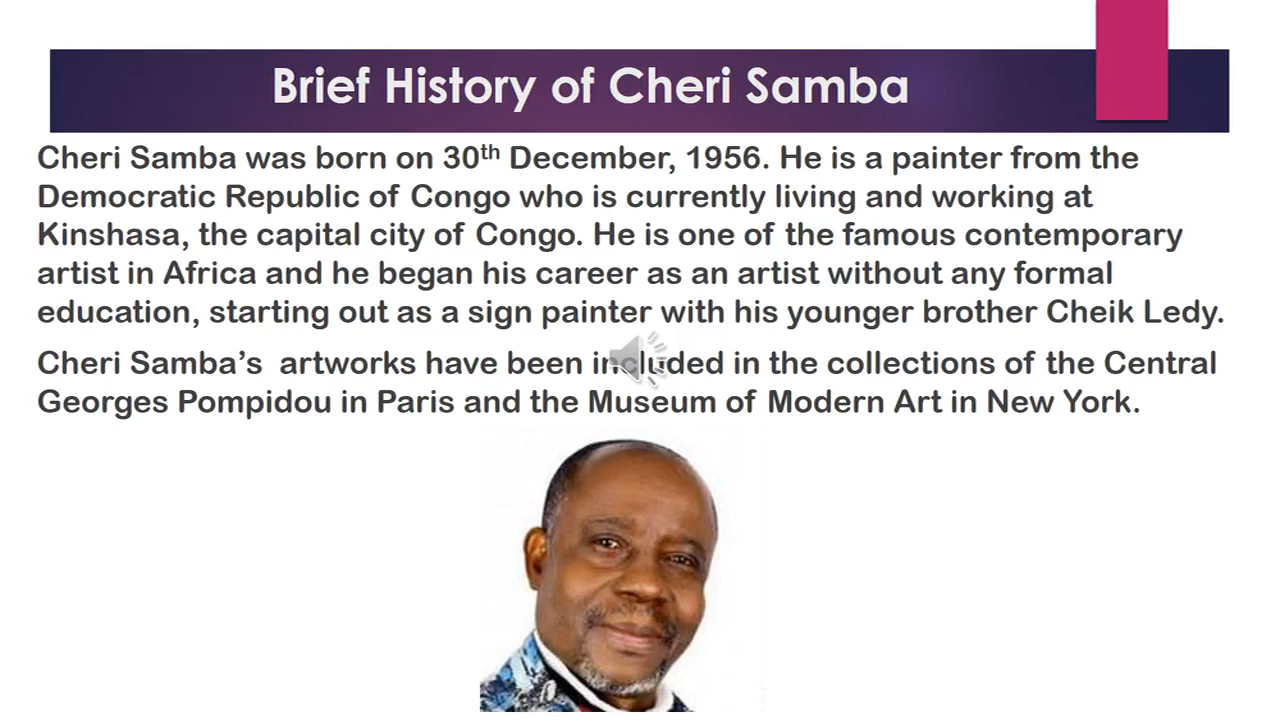 Brief History of Cheri Samba
Cheri Samba was born on 30th December, 1956. He is a painter from the
Democratic Republic of Congo who is currently living and working at
Kinshasa, the capital city of Congo. He is one of the famous contemporary
artist in Africa and he began his career as an artist without any formal
education, starting out as a sign painter with his younger brother Cheik Ledy.
Cheri Samba’s  artworks have been included in the collections of the Central
Georges Pompidou in Paris and the Museum of Modern Art in New York.